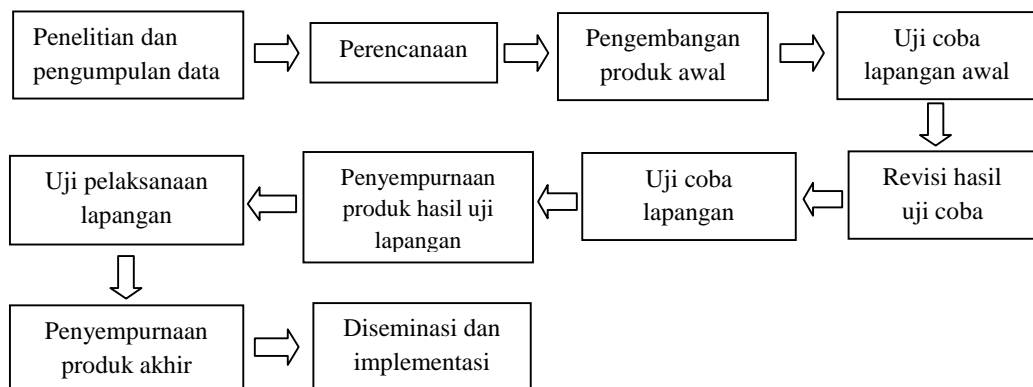 Penelitian dan
pengumpulan data
Perencanaan
Pengembangan
produk awal
Uji coba
lapangan awal
Revisi hasil
uji coba
Uji coba
lapangan
Penyempurnaan
produk hasil uji
lapangan
Uji pelaksanaan
lapangan
Penyempurnaan
produk akhir
Diseminasi dan
implementasi